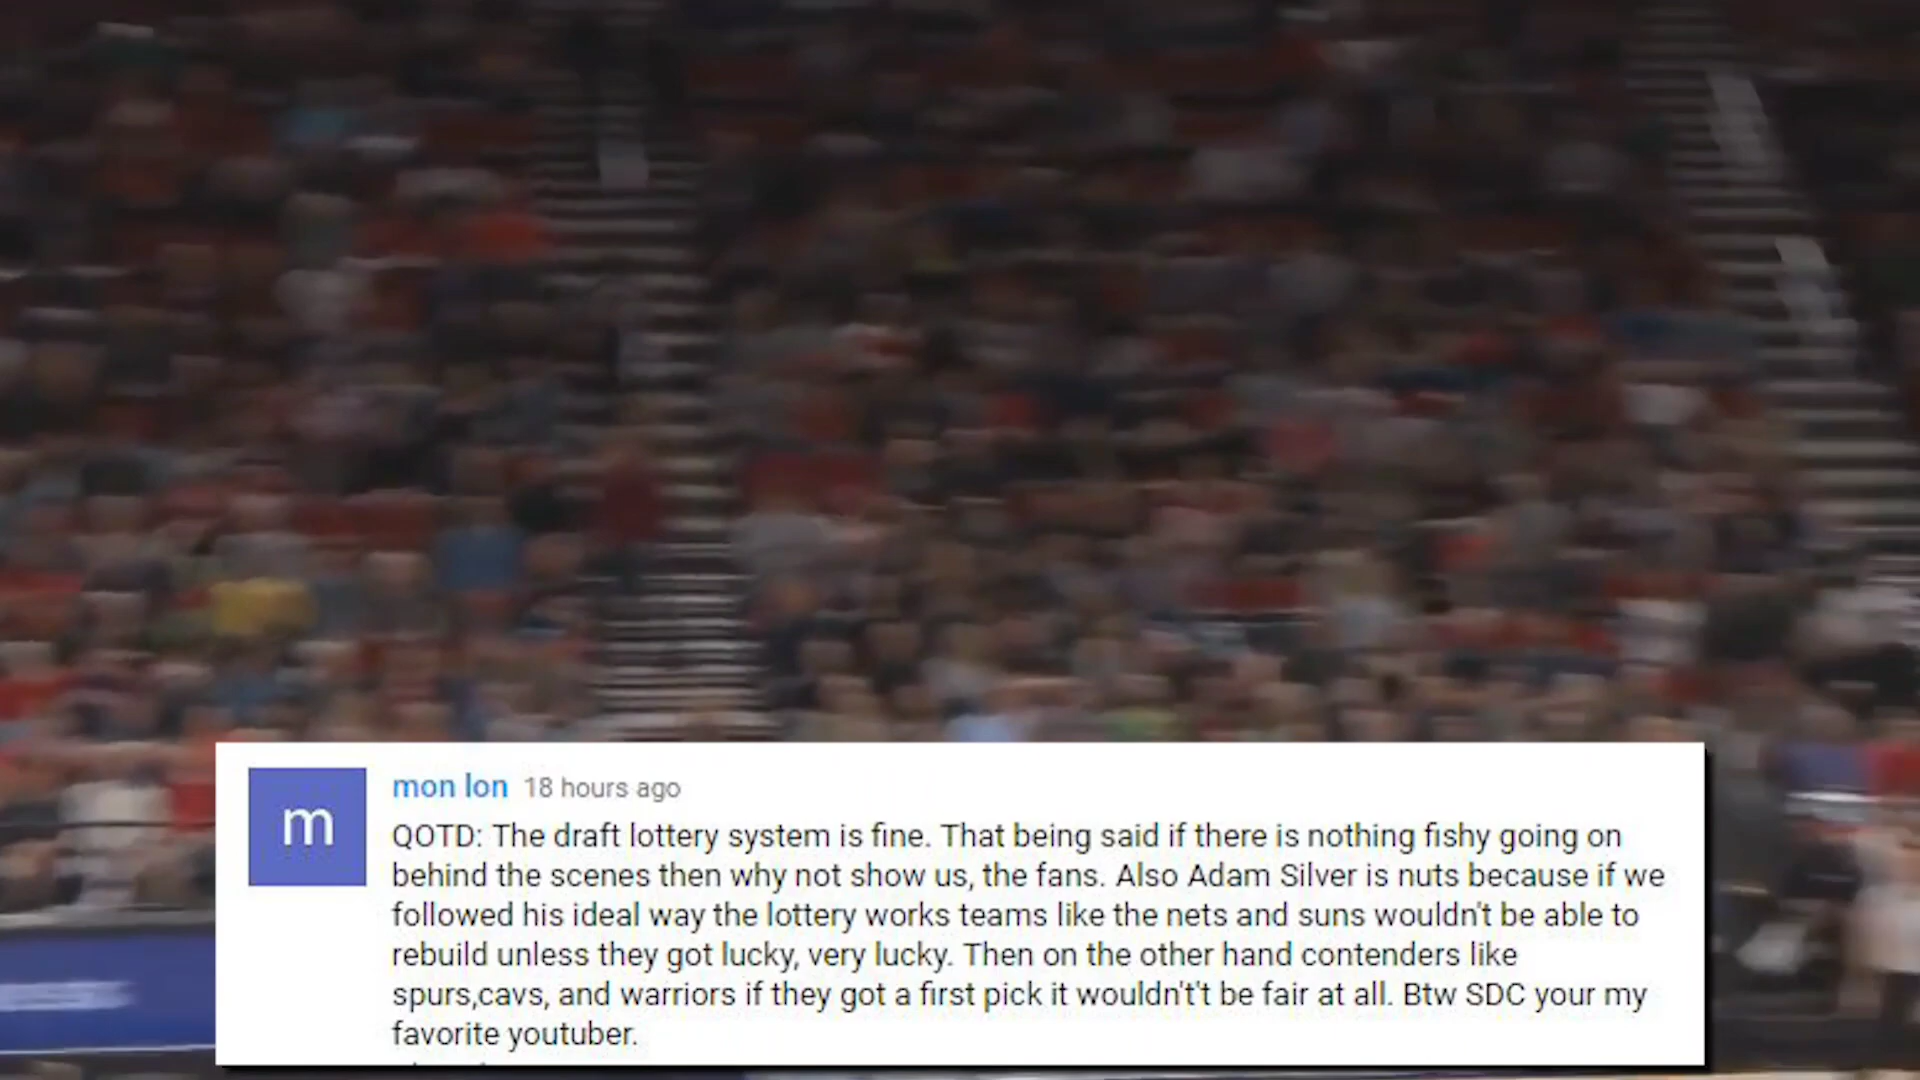 m
mon lon 18 hours ago
QOTD: The draft lottery system is fine. That being said if there is nothing fishy going on
behind the scenes then why not show us, the fans. Also Adam Silver is nuts because if we
followed his ideal way the lottery works teams like the nets and suns wouldn't be able to
rebuild unless they got lucky, very lucky. Then on the other hand contenders like
spurs,cavs, and warriors if they got a first pick it wouldn't't be fair at all. Btw SDC your my
favorite youtuber.